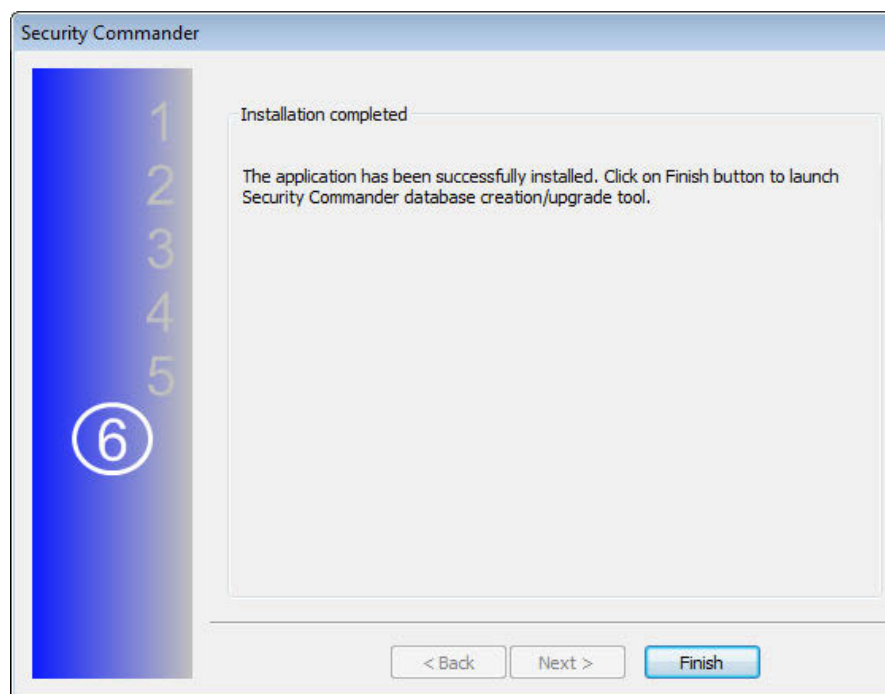 Security Commander
1
2
3
4
5
6
Installation completed
The application has been successfully installed. Click on Finish button to launch
Security Commander database creation/upgrade tool.
< Back
Next >
Finish